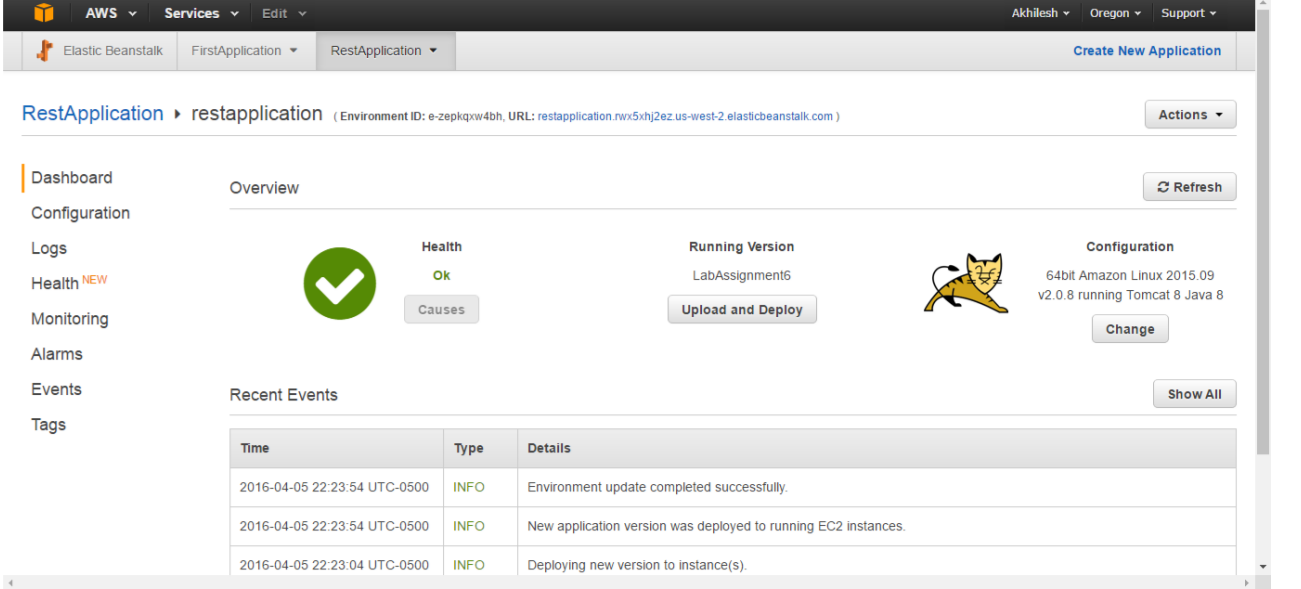 AWS Services Edit Akhilesh Oregon Support
Elastic Beanstalk FirstApplication RestApplication Create New Application
RestApplication restapplication ( Environment ID: e-zepkqxw4bh, URL: restapplication.rwx5xhj2ez.us-west-2.elasticbeanstalk.com ) Actions
Dashboard
Configuration
Logs
Health NEW
Monitoring
Alarms
Events
Tags
Overview Refresh
Health
Ok
Causes
Running Version
LabAssignment6
Upload and Deploy
Configuration
64bit Amazon Linux 2015.09
v2.0.8 running Tomcat 8 Java 8
Change
Recent Events Show All
Time Type Details
2016-04-05 22:23:54 UTC-0500 INFO Environment update completed successfully.
2016-04-05 22:23:54 UTC-0500 INFO New application version was deployed to running EC2 instances.
2016-04-05 22:23:04 UTC-0500 INFO Deploying new version to instance(s).